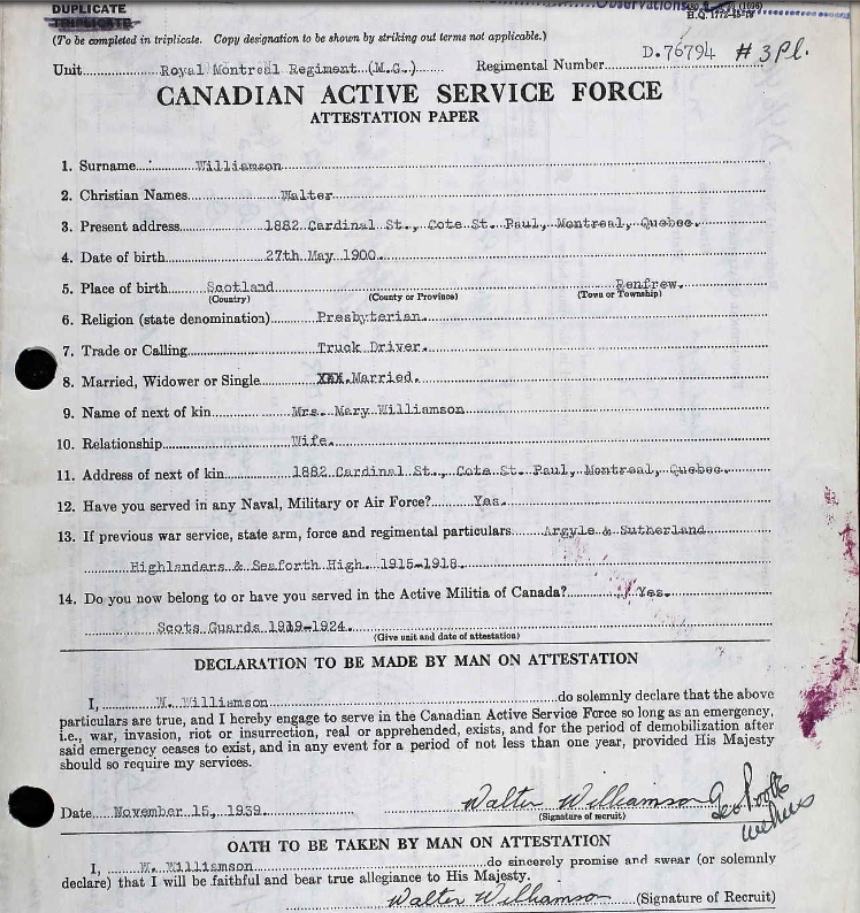 DUPLICATE
TRIPLICATE
Observations
H.Q. 1772-45-15
(To be completed in triplicate. Copy designation to be shown by striking out terms not applicable.)
D.76794 # 3 Pl.
Unit Royal Montreal Regiment (M.G.) Regimental Number
CANADIAN ACTIVE SERVICE FORCE
ATTESTATION PAPER
1. Surname Williamson
2. Christian Names Walter
3. Present address 1882 Cardinal St., Cote St. Paul, Montreal, Quebec.
4. Date of birth 27th May 1900.
5. Place of birth Scotland Renfrew.
(Country) (County or Province) (Town or Township)
6. Religion (state denomination) Presbyterian.
7. Trade or Calling Truck Driver.
8. Married, Widower or Single XXX Married.
9. Name of next of kin Mrs. Mary Williamson
10. Relationship Wife.
11. Address of next of kin 1882 Cardinal St., Cote St. Paul, Montreal, Quebec.
12. Have you served in any Naval, Military or Air Force? Yes.
13. If previous war service, state arm, force and regimental particulars Argyle & Sutherland
Highlanders & Seaforth High. 1915-1918.
14. Do you now belong to or have you served in the Active Militia of Canada? Yes.
Scots Guards 1919-1924.
(Give unit and date of attestation)
DECLARATION TO BE MADE BY MAN ON ATTESTATION
I, W. Williamson do solemnly declare that the above
particulars are true, and I hereby engage to serve in the Canadian Active Service Force so long as an emergency,
i.e., war, invasion, riot or insurrection, real or apprehended, exists, and for the period of demobilization after
said emergency ceases to exist, and in any event for a period of not less than one year, provided His Majesty
should so require my services.
Date November 15, 1939. Walter Williamson
(Signature of recruit)
OATH TO BE TAKEN BY MAN ON ATTESTATION
I, W. Williamson do sincerely promise and swear (or solemnly
declare) that I will be faithful and bear true allegiance to His Majesty.
Walter Williamson (Signature of Recruit)